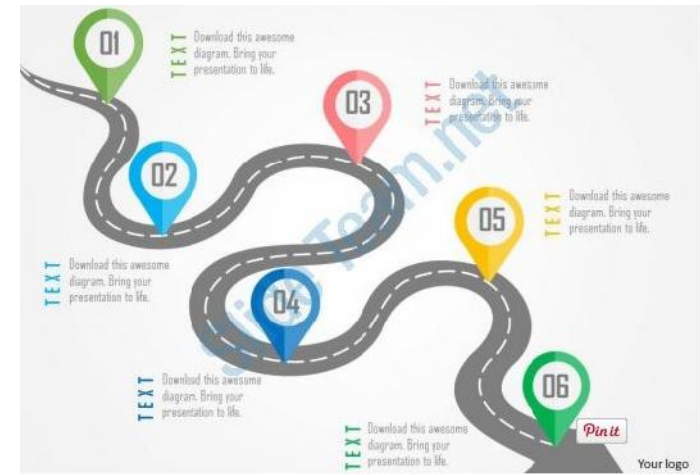 01
TEXT
Download this awesome
diagram. Bring your
presentation to life.
03
TEXT
Download this awesome
diagram. Bring your
presentation to life.
02
TEXT
Download this awesome
diagram. Bring your
presentation to life.
05
TEXT
Download this awesome
diagram. Bring your
presentation to life.
04
TEXT
Download this awesome
diagram. Bring your
presentation to life.
06
TEXT
Download this awesome
diagram. Bring your
presentation to life.
Pin it
Your logo
SlideTeam.net